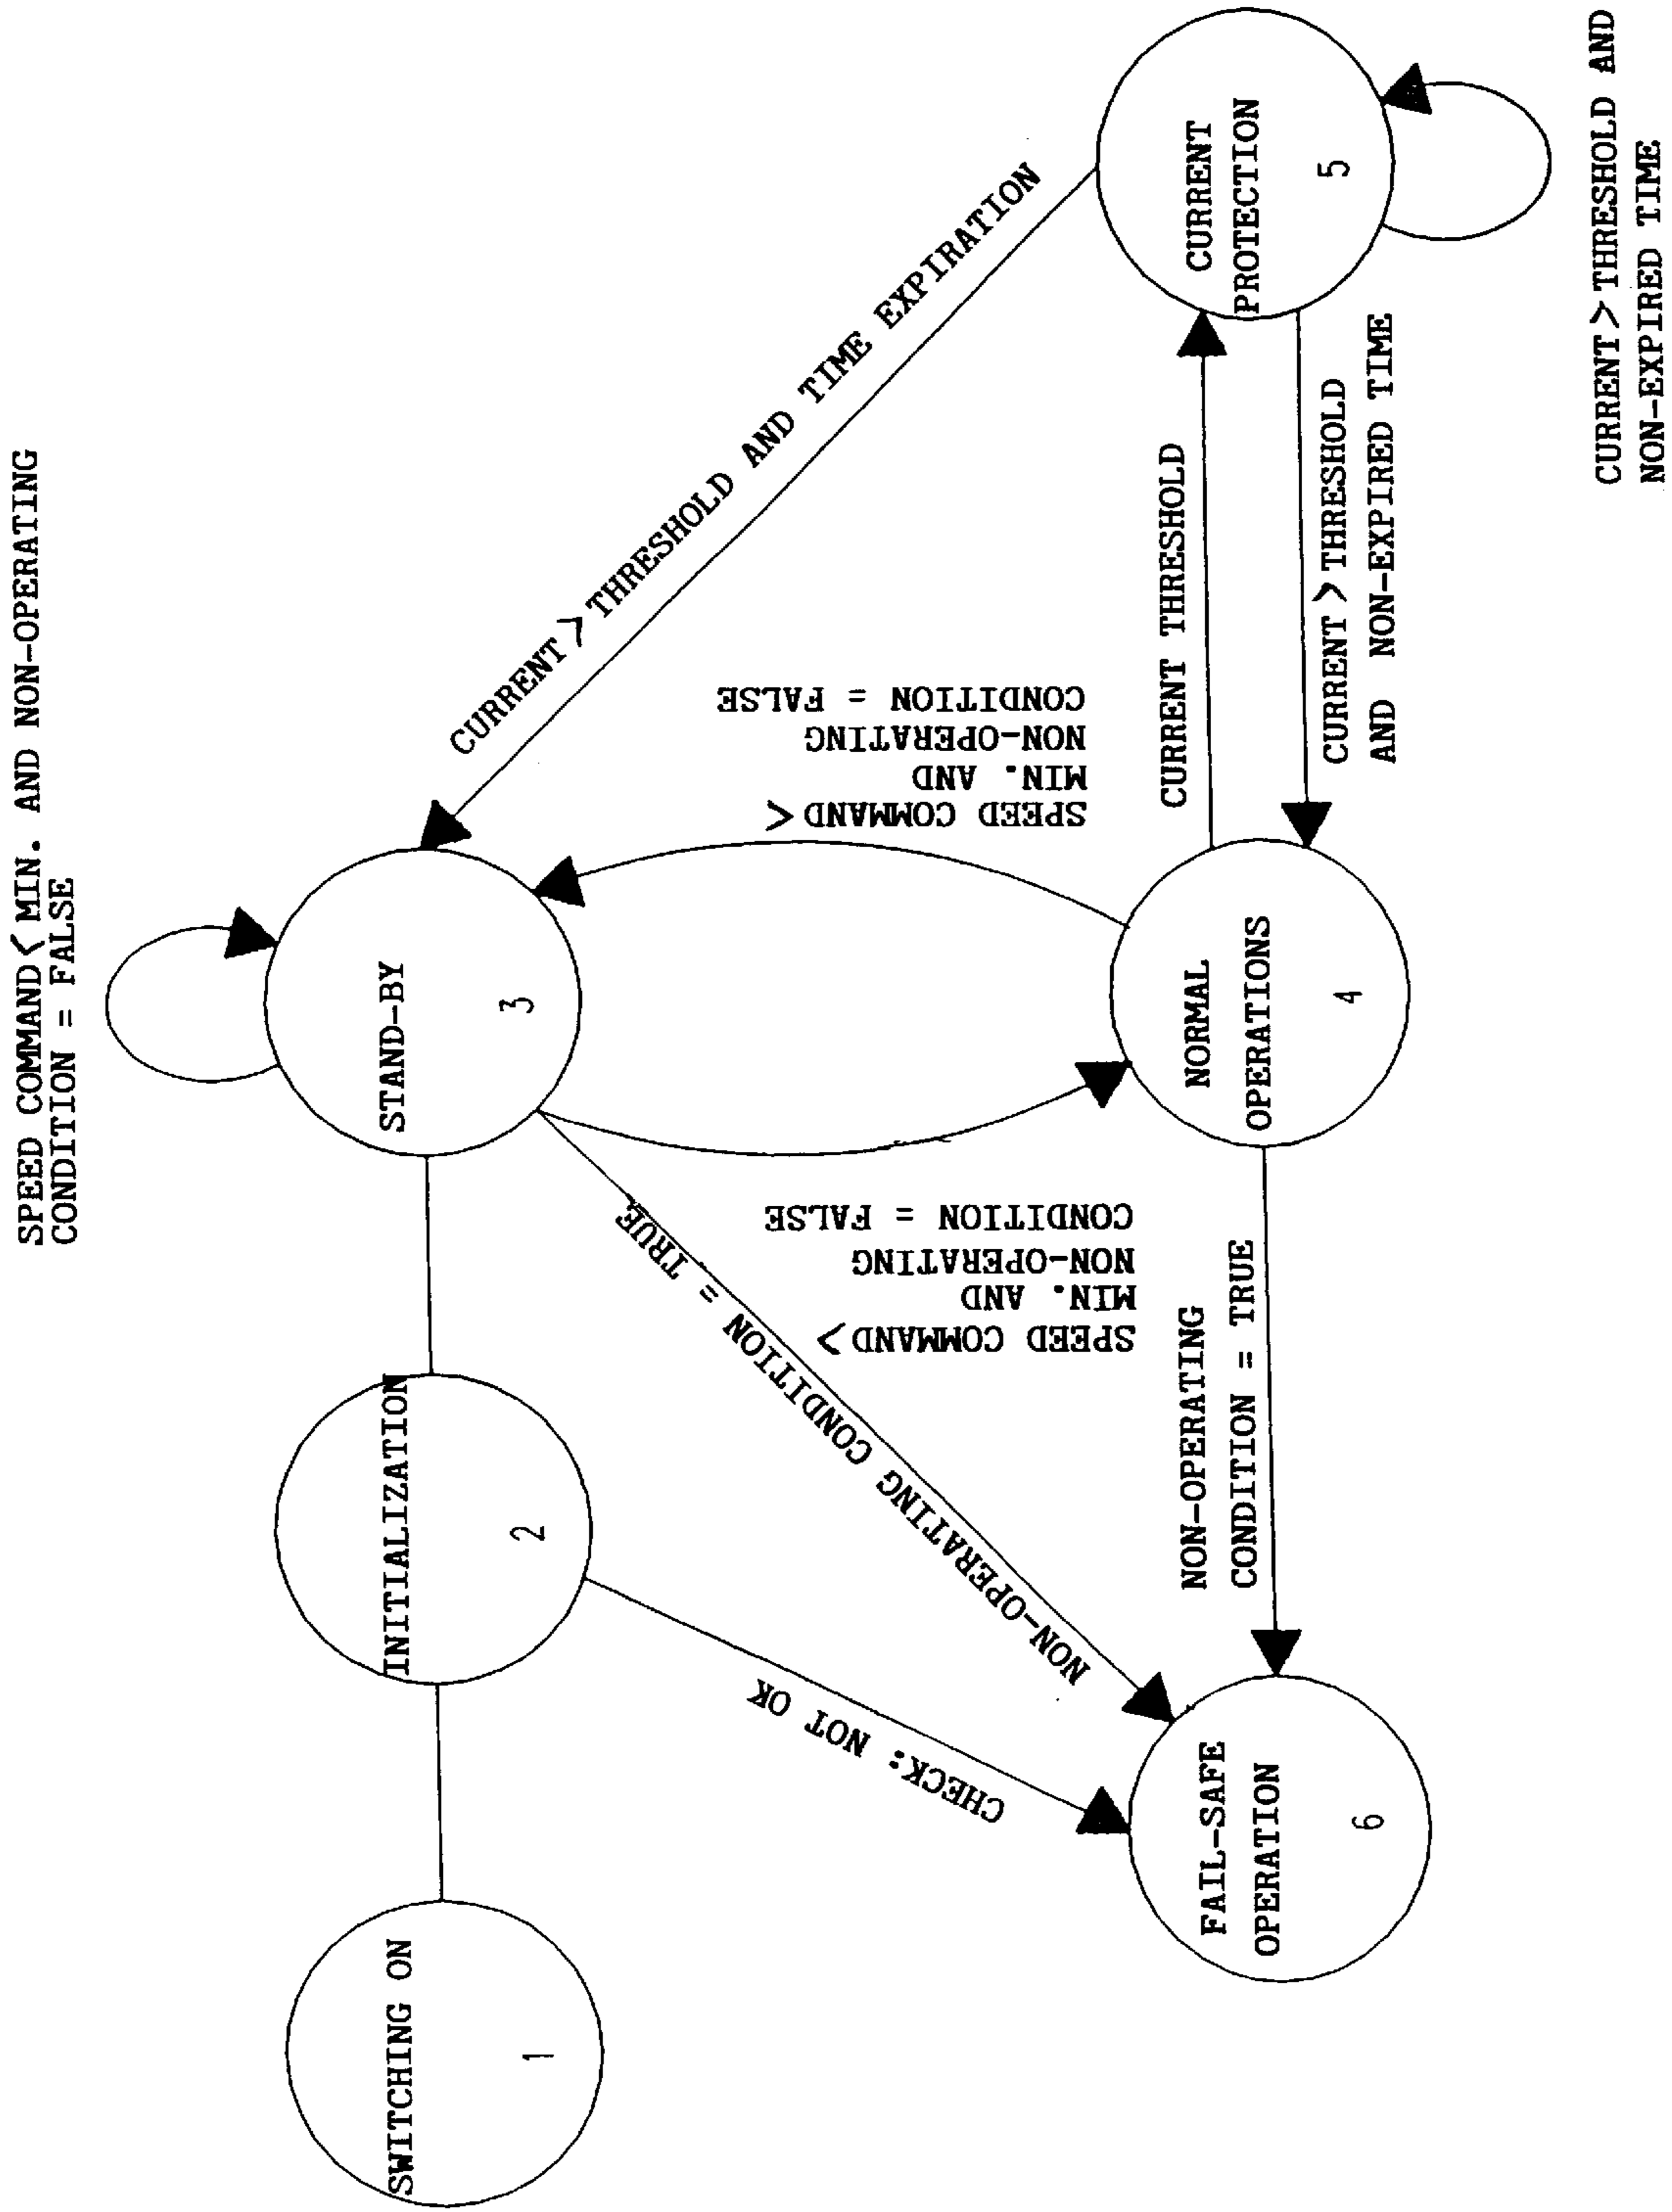 SPEED COMMAND < MIN. AND NON-OPERATING
CONDITION = FALSE
SWITCHING ON
1
INITIALIZATION
2
STAND-BY
3
CURRENT > THRESHOLD AND TIME EXPIRATION
CHECK: NOT OK
NON-OPERATING CONDITION = TRUE
SPEED COMMAND >
MIN. AND
NON-OPERATING
CONDITION = FALSE
SPEED COMMAND <
MIN. AND
NON-OPERATING
CONDITION = FALSE
NON-OPERATING
CONDITION = TRUE
CURRENT THRESHOLD
FAIL-SAFE
OPERATION
6
NORMAL
OPERATIONS
4
CURRENT > THRESHOLD
AND NON-EXPIRED TIME
CURRENT
PROTECTION
5
CURRENT > THRESHOLD AND
NON-EXPIRED TIME